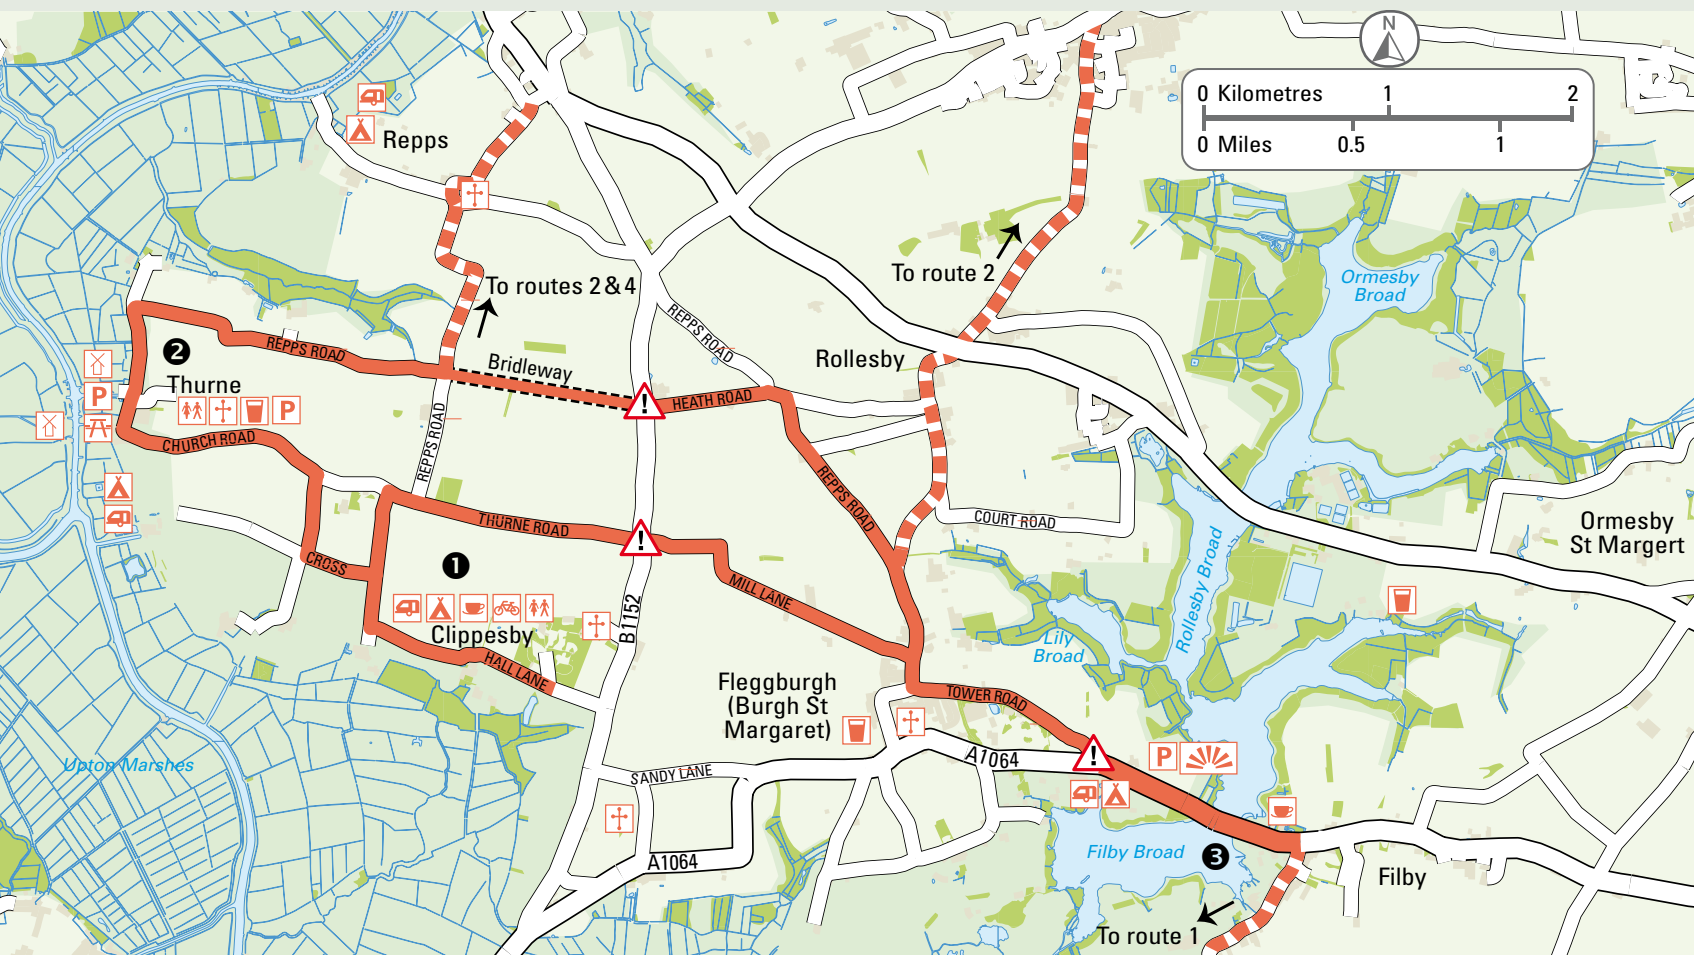 N
0 Kilometres 1 2
0 Miles 0.5 1
Repps
To routes 2&4
To route 2
Ormesby
Broad
REPPS ROAD
2
Thurne
P
P
REPPS ROAD
Bridleway
Rollesby
!
HEATH ROAD
CHURCH ROAD
REPPS ROAD
REPPS ROAD
THURNE ROAD
!
COURT ROAD
Ormesby
St Margert
Rollesby Broad
CROSS
1
MILL LANE
Clippesby
B1152
Lily
Broad
HALL LANE
Fleggburgh
(Burgh St
Margaret)
TOWER ROAD
A1064
!
P
Upton Marshes
SANDY LANE
A1064
Filby Broad
3
Filby
To route 1